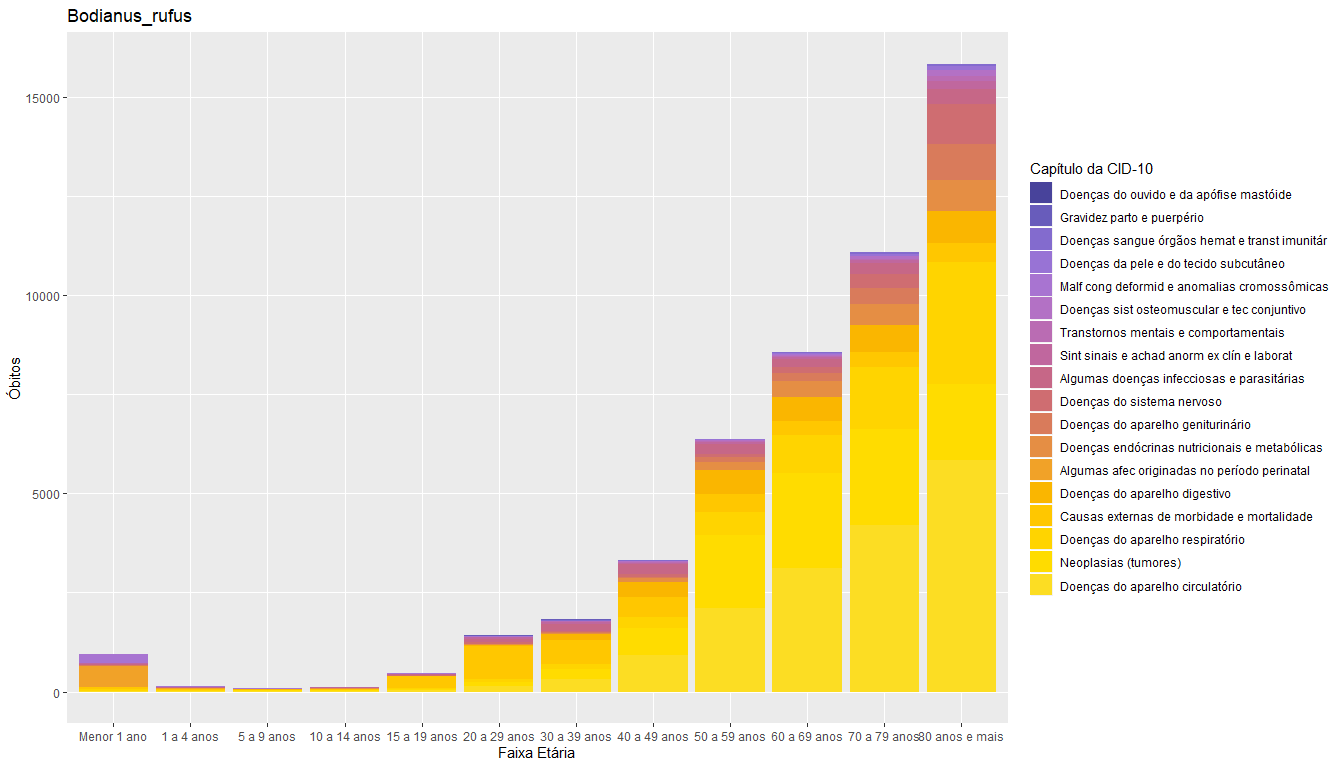 Bodianus_rufus
15000
10000
5000
0
Óbitos
Menor 1 ano 1 a 4 anos 5 a 9 anos 10 a 14 anos 15 a 19 anos 20 a 29 anos 30 a 39 anos 40 a 49 anos 50 a 59 anos 60 a 69 anos 70 a 79 anos 80 anos e mais
Faixa Etária
Capítulo da CID-10
Doenças do ouvido e da apófise mastóide
Gravidez parto e puerpério
Doenças sangue órgãos hemat e transt imunitár
Doenças da pele e do tecido subcutâneo
Malf cong deformid e anomalias cromossômicas
Doenças sist osteomuscular e tec conjuntivo
Transtornos mentais e comportamentais
Sint sinais e achad anorm ex clín e laborat
Algumas doenças infecciosas e parasitárias
Doenças do sistema nervoso
Doenças do aparelho geniturinário
Doenças endócrinas nutricionais e metabólicas
Algumas afec originadas no período perinatal
Doenças do aparelho digestivo
Causas externas de morbidade e mortalidade
Doenças do aparelho respiratório
Neoplasias (tumores)
Doenças do aparelho circulatório